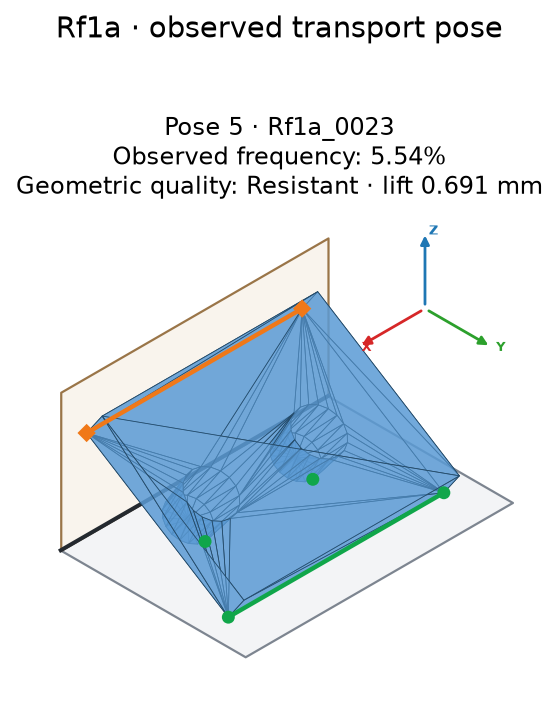 Rf1a · observed transport pose
Pose 5 · Rf1a_0023
Observed frequency: 5.54%
Geometric quality: Resistant · lift 0.691 mm
Z
X
Y